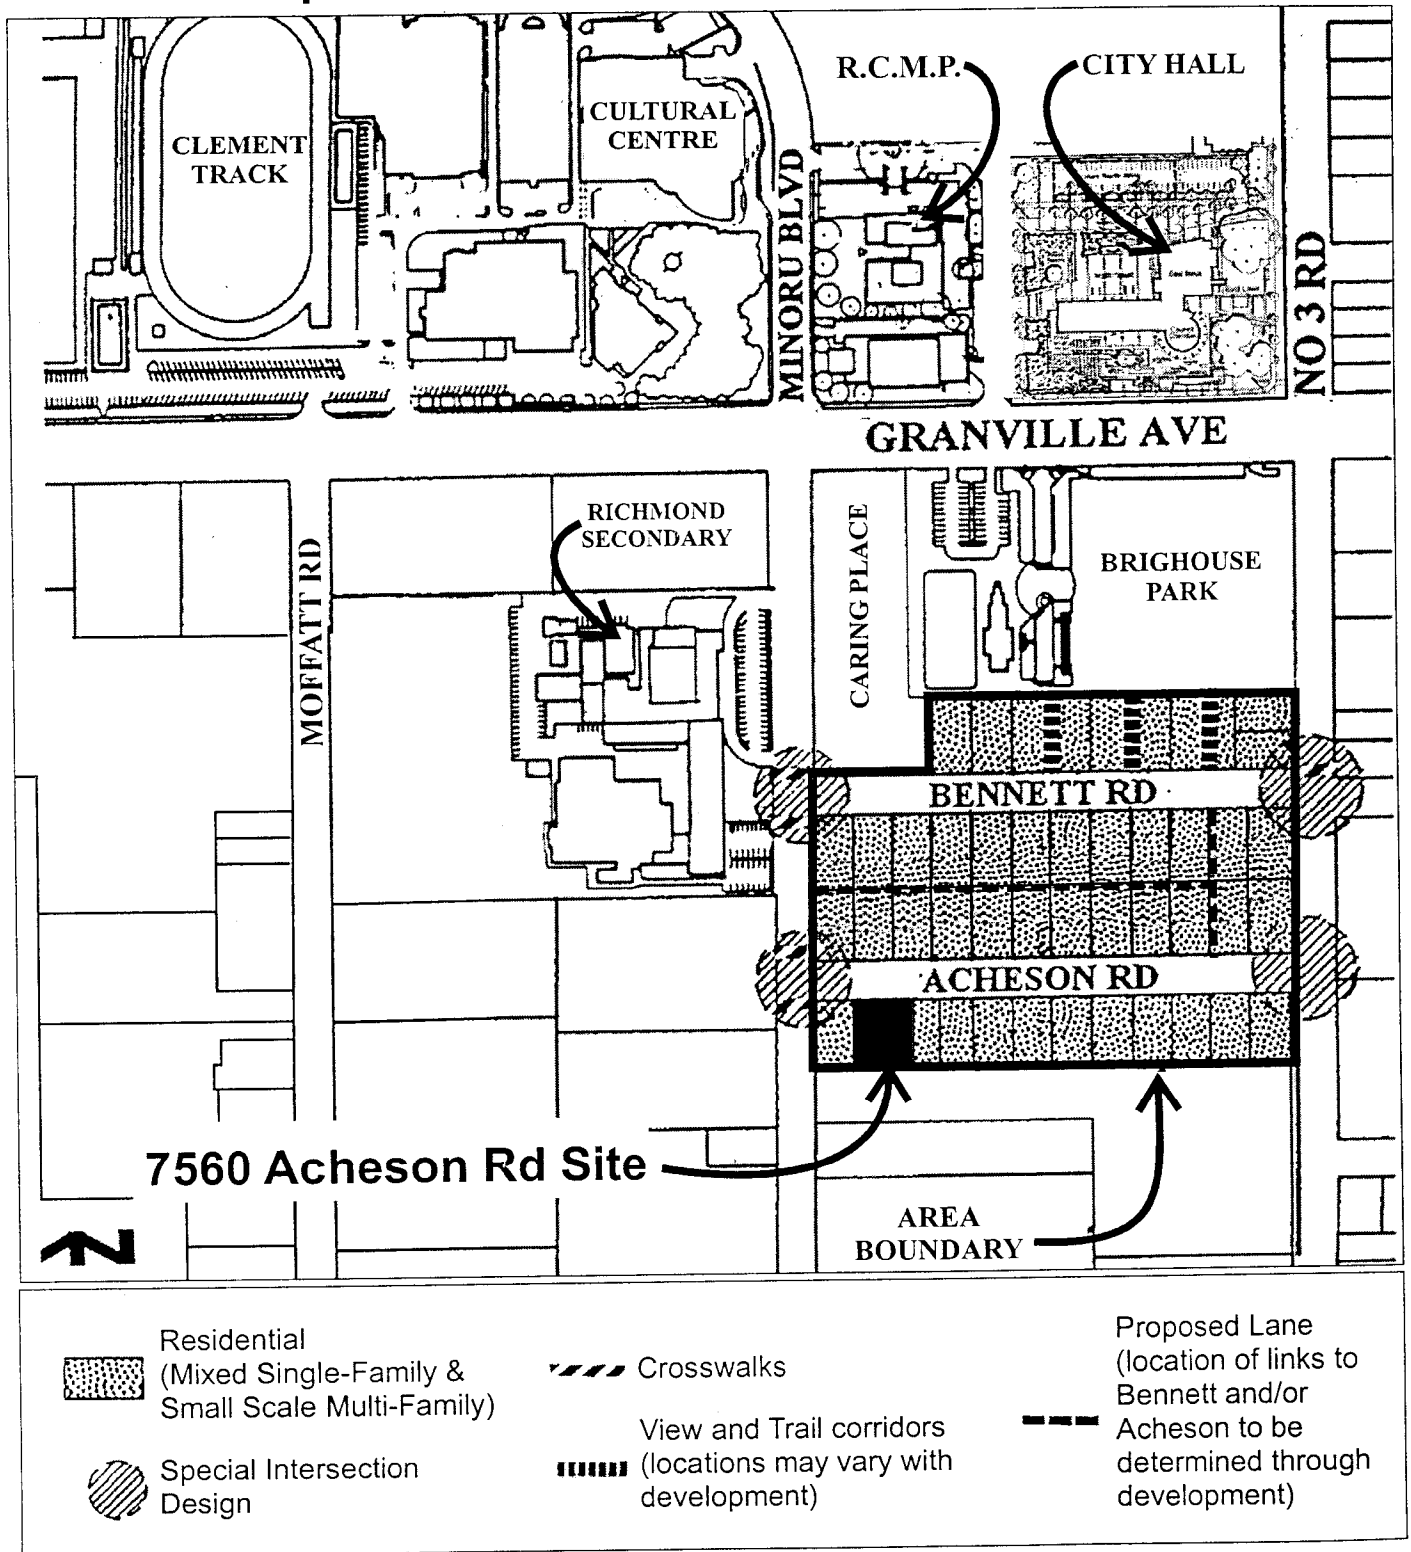 R.C.M.P.
CITY HALL
CULTURAL
CENTRE
CLEMENT
TRACK
MINORU BLVD
NO 3 RD
GRANVILLE AVE
RICHMOND
SECONDARY
MOFFATT RD
CARING PLACE
BRIGHOUSE
PARK
BENNETT RD
ACHESON RD
7560 Acheson Rd Site
AREA
BOUNDARY
N
Residential
(Mixed Single-Family &
Small Scale Multi-Family)
Special Intersection
Design
Crosswalks
View and Trail corridors
(locations may vary with
development)
Proposed Lane
(location of links to
Bennett and/or
Acheson to be
determined through
development)